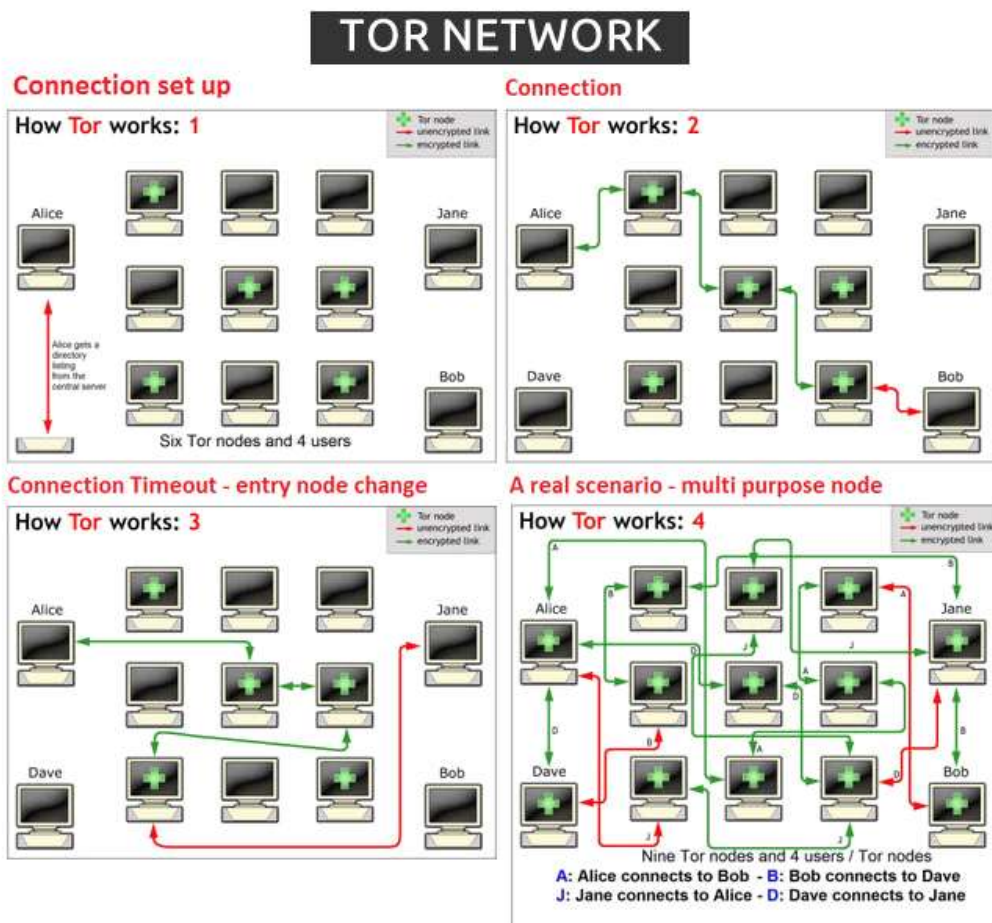 TOR NETWORK
Connection set up
How Tor works: 1
Tor node
unencrypted link
encrypted link
Alice
Jane
Alice gets a
directory
listing
from the
central server
Bob
Six Tor nodes and 4 users
Connection
How Tor works: 2
Tor node
unencrypted link
encrypted link
Alice
Jane
Dave
Bob
Connection Timeout - entry node change
How Tor works: 3
Tor node
unencrypted link
encrypted link
Alice
Jane
Dave
Bob
A real scenario - multi purpose node
How Tor works: 4
Tor node
unencrypted link
encrypted link
A
B
B
Alice
B
A
Jane
J
D
J
A
D
D
B
B
A
D
Dave
Bob
J
J
Nine Tor nodes and 4 users / Tor nodes
A: Alice connects to Bob - B: Bob connects to Dave
J: Jane connects to Alice - D: Dave connects to Jane